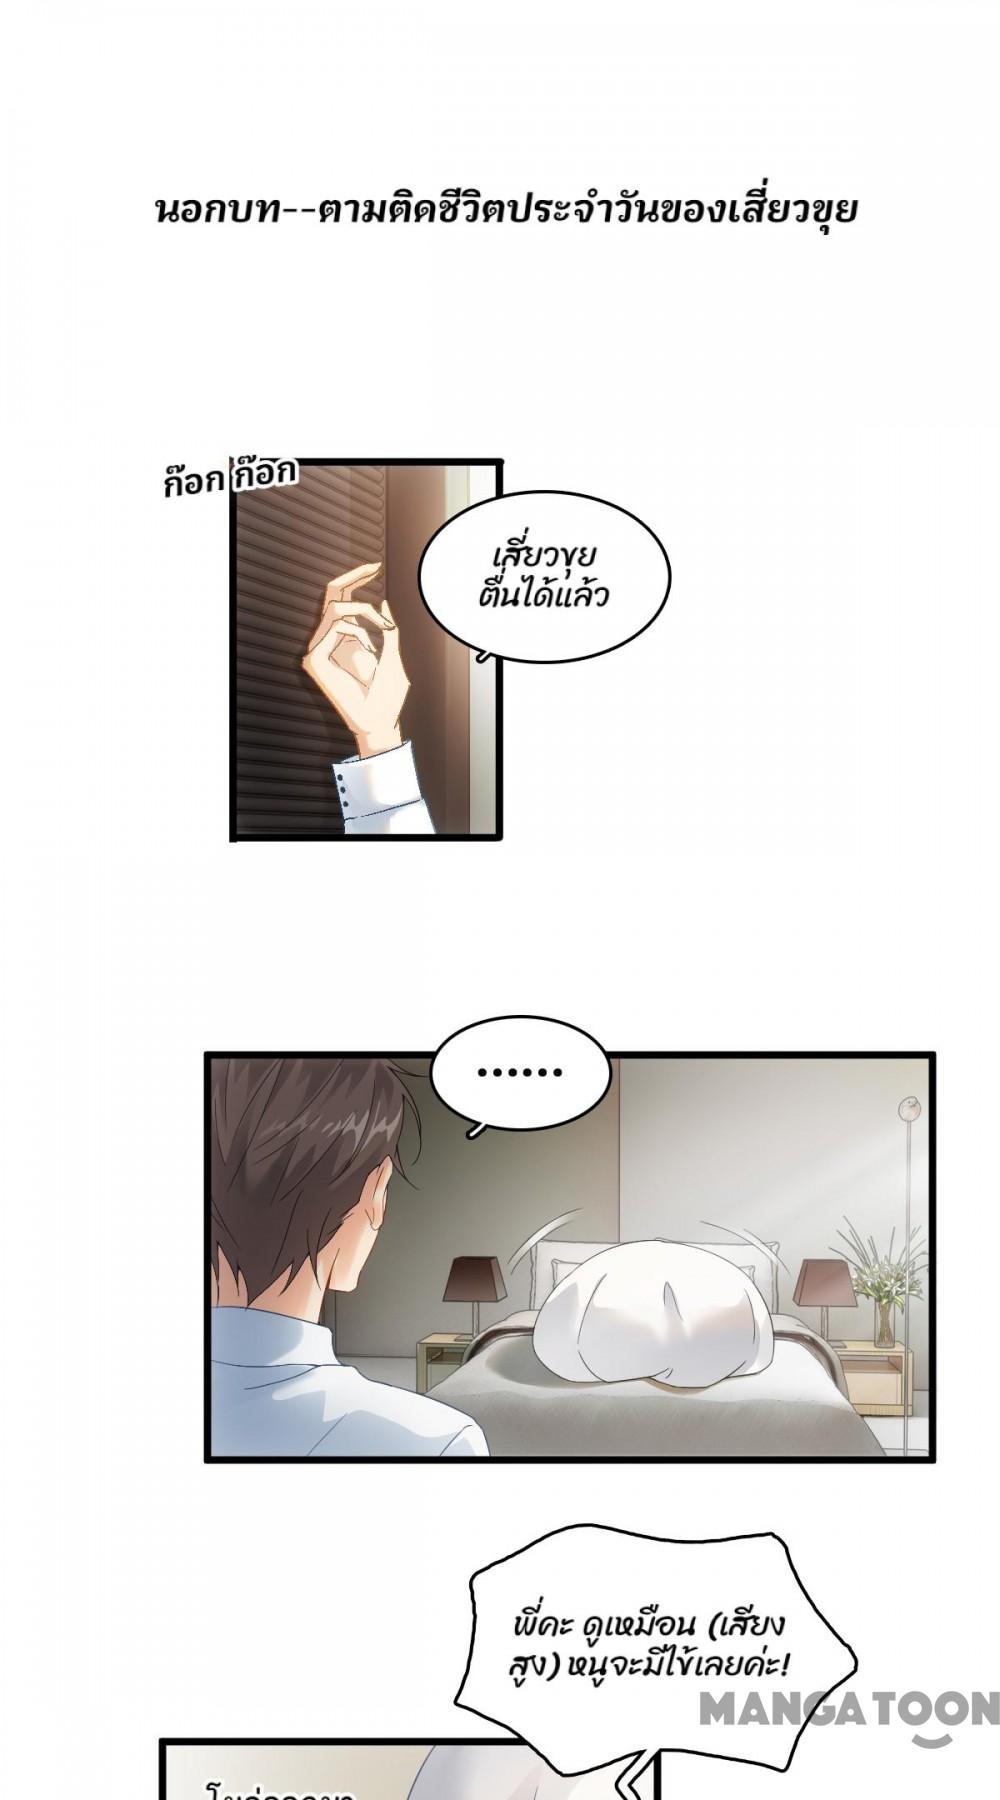 นอกบท--ตามติดชีวิตประจำวันของเสี่ยวขุย
ก๊อก ก๊อก
เสี่ยวขุย
ตื่นได้แล้ว
••••••
พี่คะ ดูเหมือน (เสียง
สูง) หนูจะมีไข้เลยค่ะ!
MANGATOON